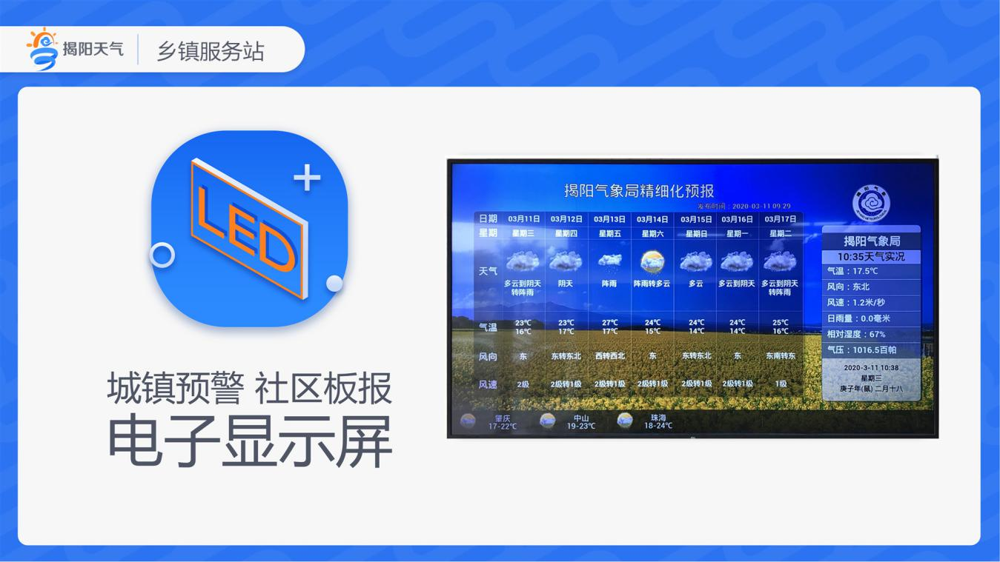 揭阳天气
乡镇服务站
LED
城镇预警 社区板报
电子显示屏
揭阳气象局精细化预报
发布时间：2020-03-11 09:29
日期 03月11日 03月12日 03月13日 03月14日 03月15日 03月16日 03月17日
星期 星期三 星期四 星期五 星期六 星期日 星期一 星期二
天气 多云到阴天 阴天 阵雨 阵雨转多云 多云 多云到阴天 多云到阴天
转阵雨 转阵雨
气温 23℃ 23℃ 27℃ 24℃ 24℃ 24℃ 25℃
16℃ 17℃ 17℃ 15℃ 14℃ 14℃ 16℃
风向 东 东转东北 西转西北 东 东转东北 东 东南转东
风速 2级 2级转1级 2级转1级 2级转1级 2级转1级 2级转1级 1级
肇庆 中山 珠海
17-22℃ 19-23℃ 18-24℃
揭阳气象
揭阳气象局
10:35天气实况
气温：17.5℃
风向：东北
风速：1.2米/秒
日雨量：0.0毫米
相对湿度：67%
气压：1016.5百帕
2020-3-11 10:38
星期三
庚子年(鼠) 二月十八